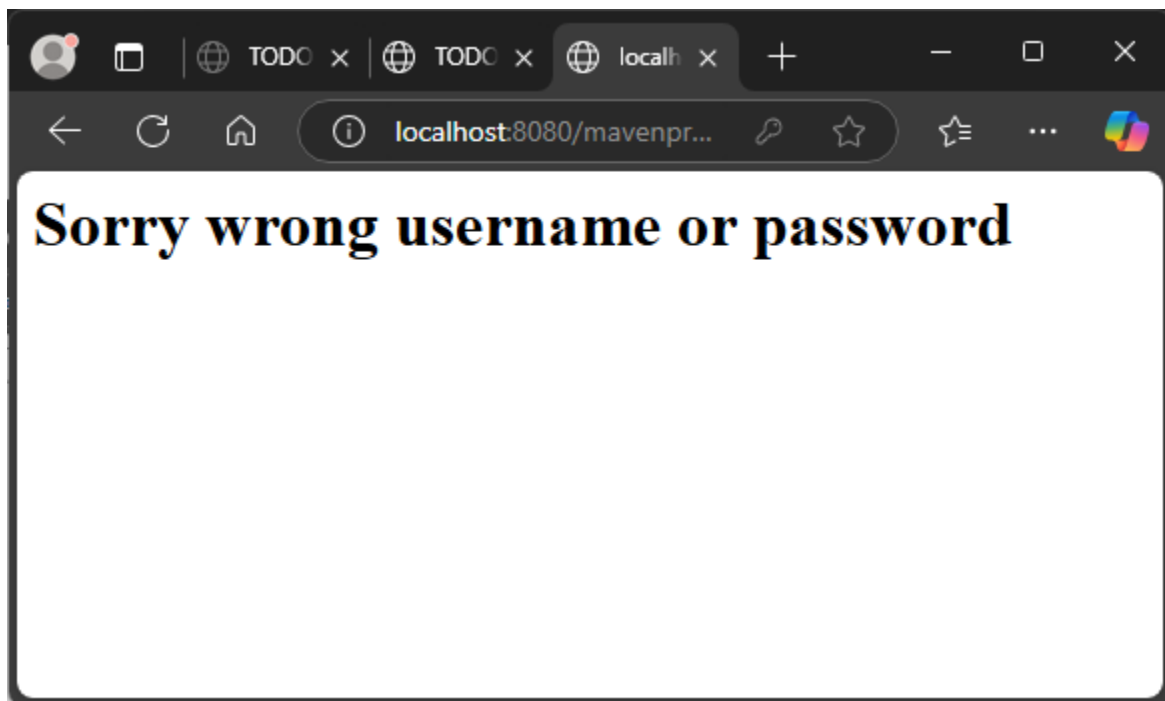 TODO
TODO
localh
localhost:8080/mavenpr...
Sorry wrong username or password